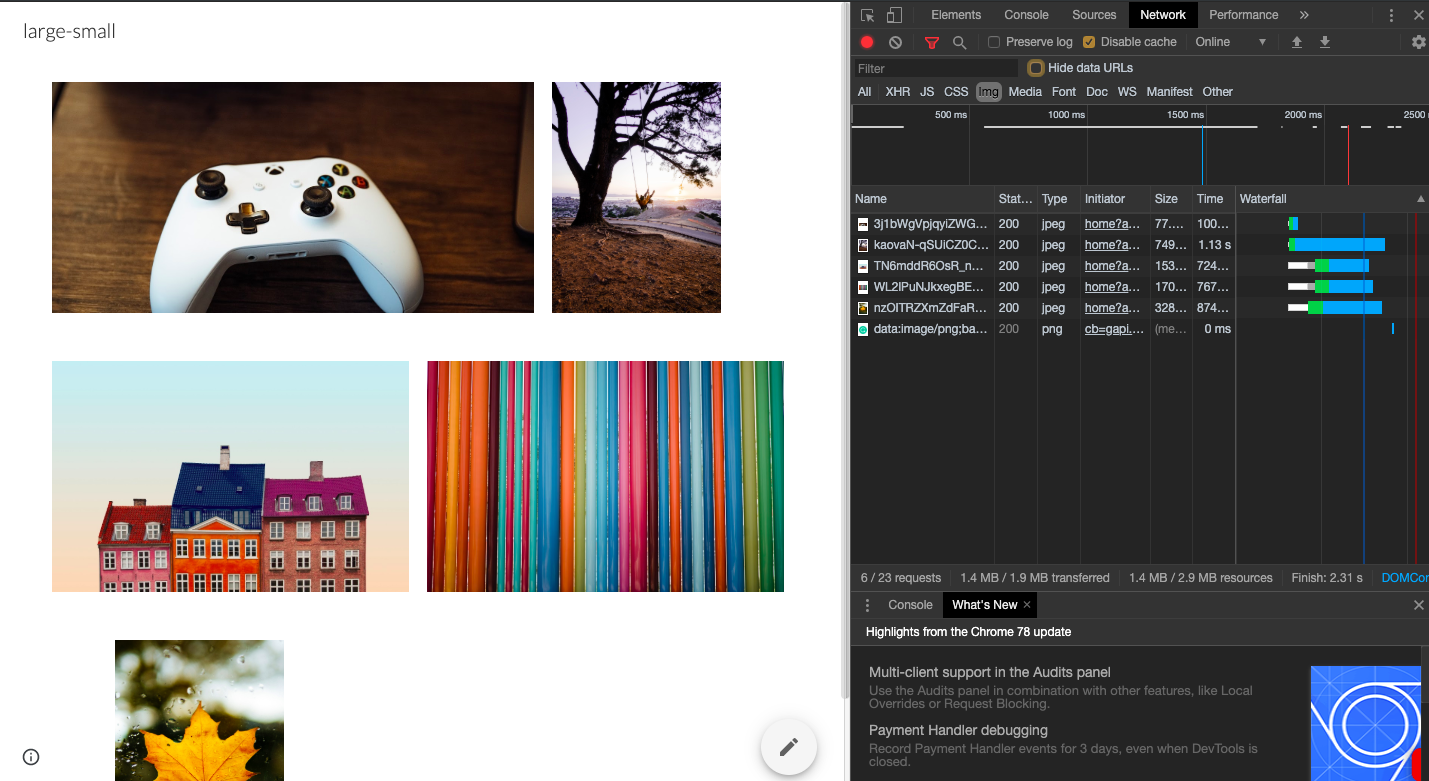 large-small
Elements Console Sources Network Performance »
Preserve log Disable cache Online
Filter Hide data URLs
All XHR JS CSS Img Media Font Doc WS Manifest Other
500 ms 1000 ms 1500 ms 2000 ms 2500
Name Stat... Type Initiator Size Time Waterfall
3j1bWgVpjqyiZWG... 200 jpeg home?a... 77.... 100...
kaovaN-qSUiCZ0C... 200 jpeg home?a... 749... 1.13 s
TN6mddR6OsR_n... 200 jpeg home?a... 153... 724...
WL2lPuNJkxegBE... 200 jpeg home?a... 170... 767...
nzOITRZXmZdFaR... 200 jpeg home?a... 328... 874...
data:image/png;ba... 200 png cb=gapi.... (me... 0 ms
6 / 23 requests 1.4 MB / 1.9 MB transferred 1.4 MB / 2.9 MB resources Finish: 2.31 s DOMCon
Console What's New ×
Highlights from the Chrome 78 update
Multi-client support in the Audits panel
Use the Audits panel in combination with other features, like Local
Overrides or Request Blocking.
Payment Handler debugging
Record Payment Handler events for 3 days, even when DevTools is
closed.